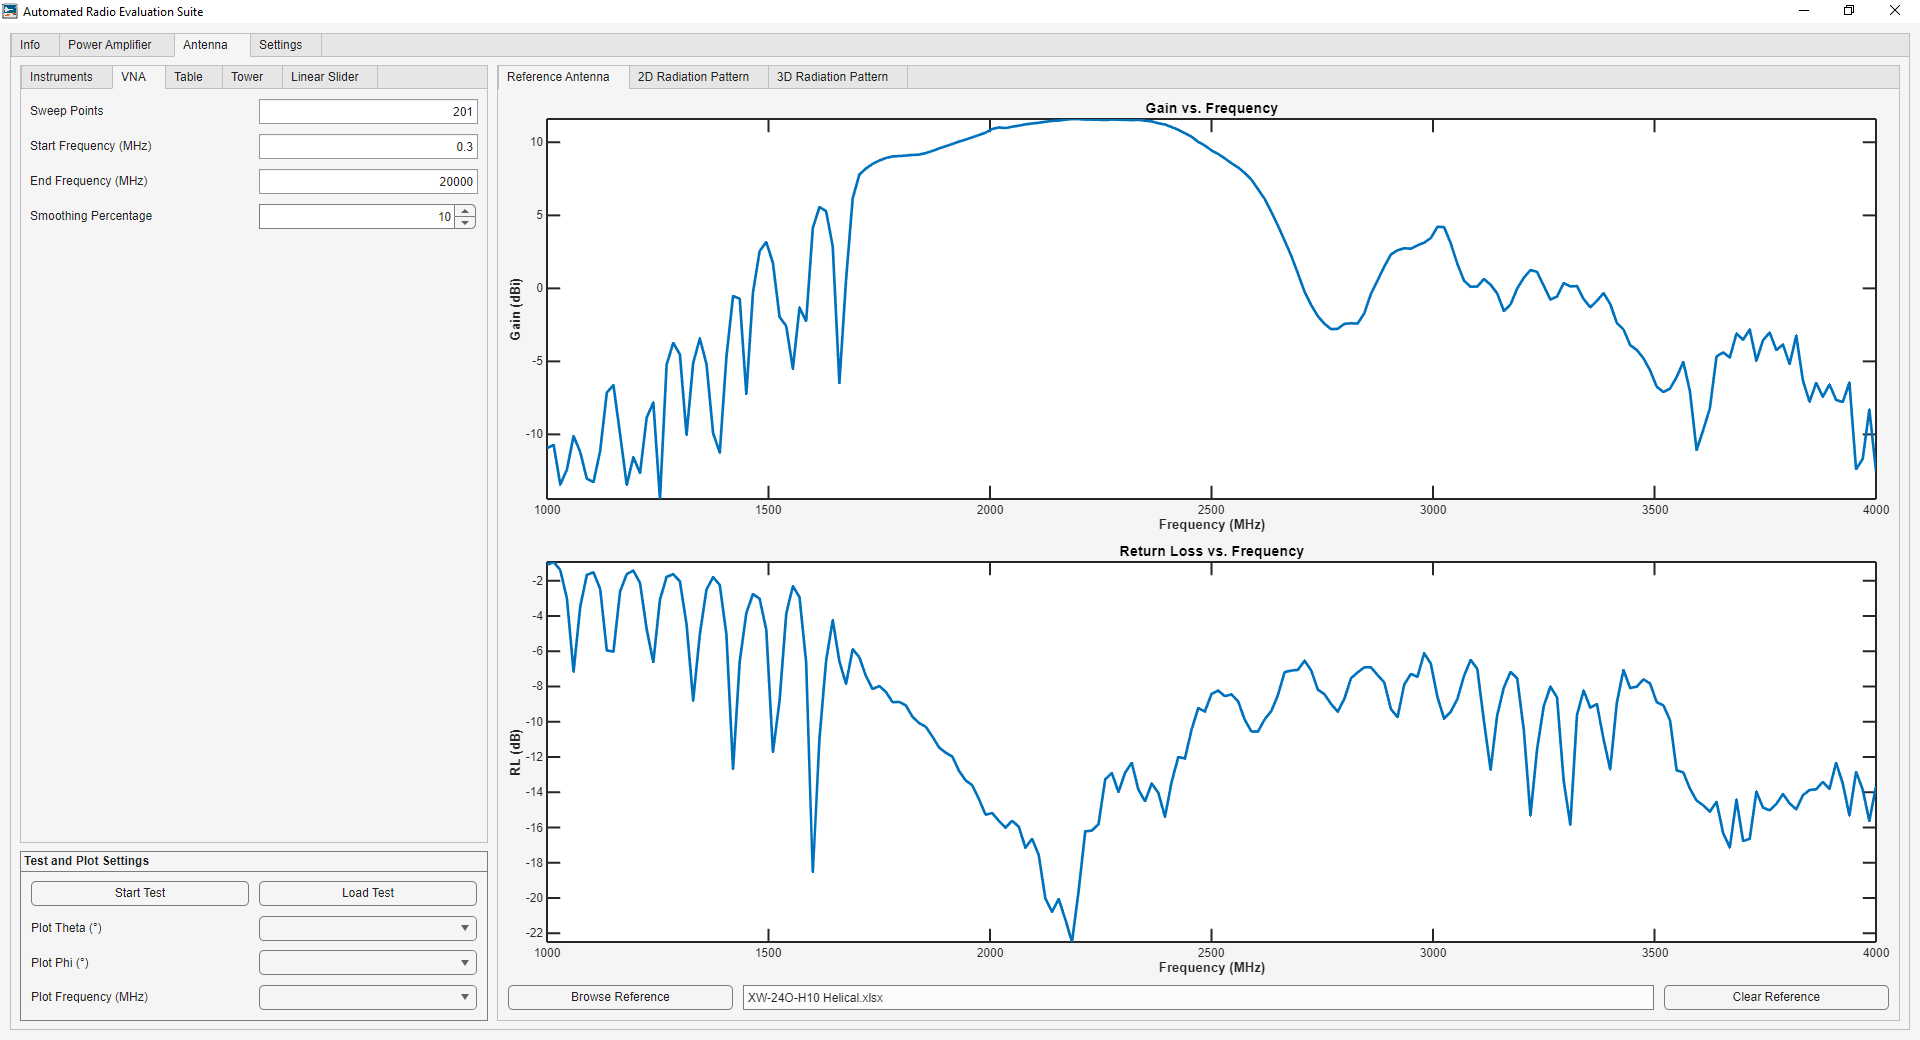 Automated Radio Evaluation Suite
Info Power Amplifier Antenna Settings
Instruments VNA Table Tower Linear Slider
Sweep Points 201
Start Frequency (MHz) 0.3
End Frequency (MHz) 20000
Smoothing Percentage 10
Test and Plot Settings
Start Test Load Test
Plot Theta (°)
Plot Phi (°)
Plot Frequency (MHz)
Reference Antenna 2D Radiation Pattern 3D Radiation Pattern
Gain vs. Frequency
Gain (dBi)
10
5
0
-5
-10
1000 1500 2000 2500 3000 3500 4000
Frequency (MHz)
Return Loss vs. Frequency
RL (dB)
-2
-4
-6
-8
-10
-12
-14
-16
-18
-20
-22
1000 1500 2000 2500 3000 3500 4000
Frequency (MHz)
Browse Reference XW-24O-H10 Helical.xlsx Clear Reference